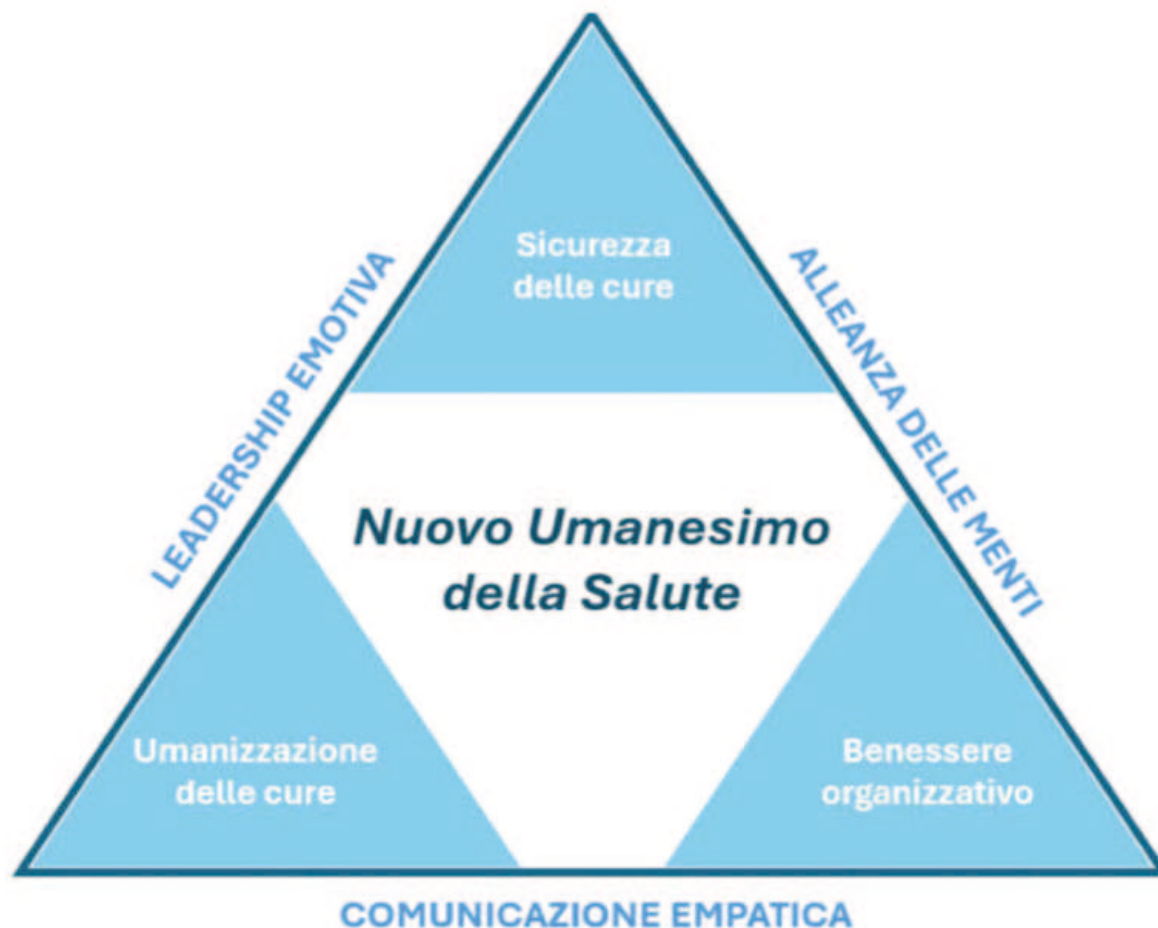 Sicurezza
delle cure
LEADERSHIP EMOTIVA
ALLEANZA DELLE MENTI
Nuovo Umanesimo
della Salute
Umanizzazione
delle cure
Benessere
organizzativo
COMUNICAZIONE EMPATICA